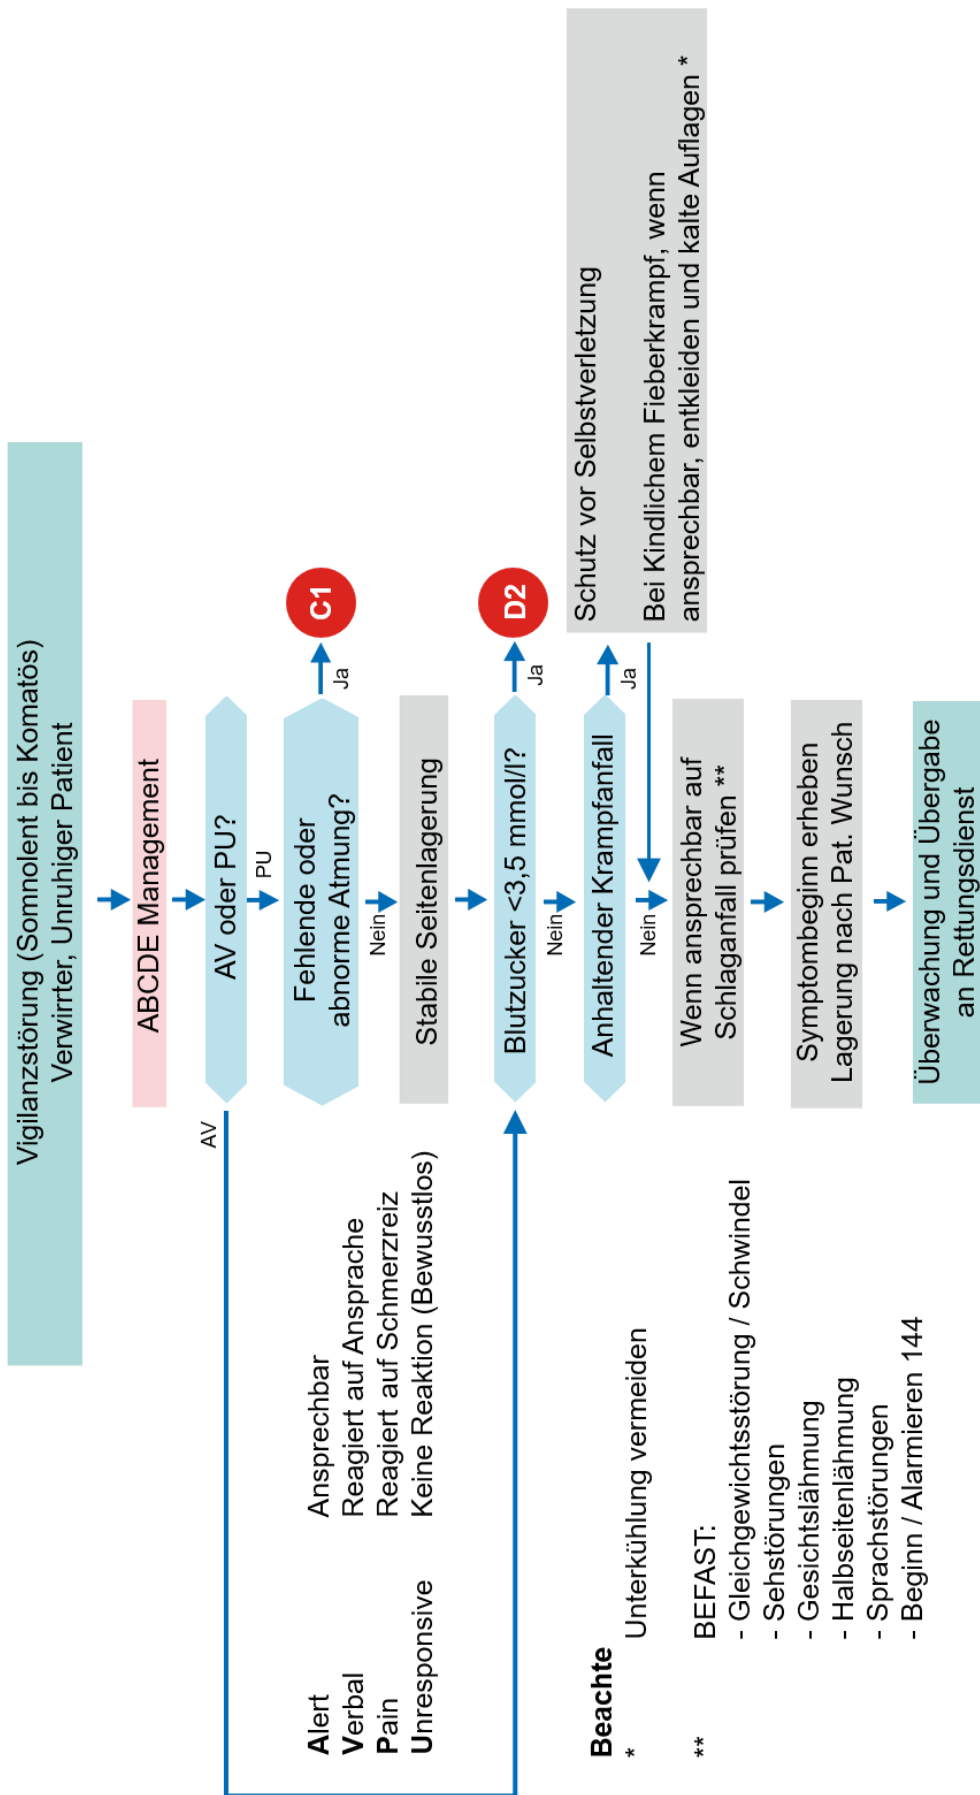 Vigilanzstörung (Somnolent bis Komatös)
Verwirrter, Unruhiger Patient
ABCDE Management
AV oder PU?
AV
PU
Fehlende oder
abnorme Atmung?
Ja
C1
Nein
Stabile Seitenlagerung
Blutzucker <3,5 mmol/l?
Ja
D2
Nein
Anhaltender Krampfanfall
Ja
Schutz vor Selbstverletzung
Bei Kindlichem Fieberkrampf, wenn
ansprechbar, entkleiden und kalte Auflagen *
Nein
Wenn ansprechbar auf
Schlaganfall prüfen **
Symptombeginn erheben
Lagerung nach Pat. Wunsch
Überwachung und Übergabe
an Rettungsdienst
Alert Ansprechbar
Verbal Reagiert auf Ansprache
Pain Reagiert auf Schmerzreiz
Unresponsive Keine Reaktion (Bewusstlos)
Beachte
* Unterkühlung vermeiden
** BEFAST:
- Gleichgewichtsstörung / Schwindel
- Sehstörungen
- Gesichtslähmung
- Halbseitenlähmung
- Sprachstörungen
- Beginn / Alarmieren 144